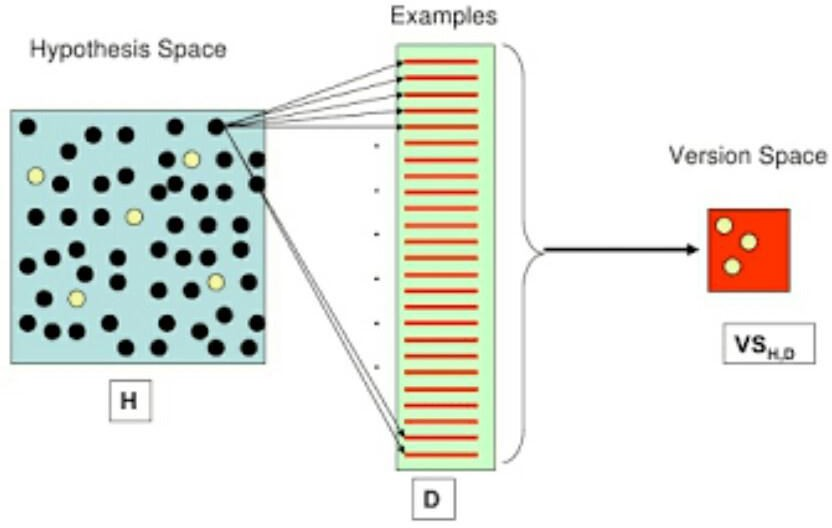 Examples
Hypothesis Space
Version Space
VS H,D
H
D